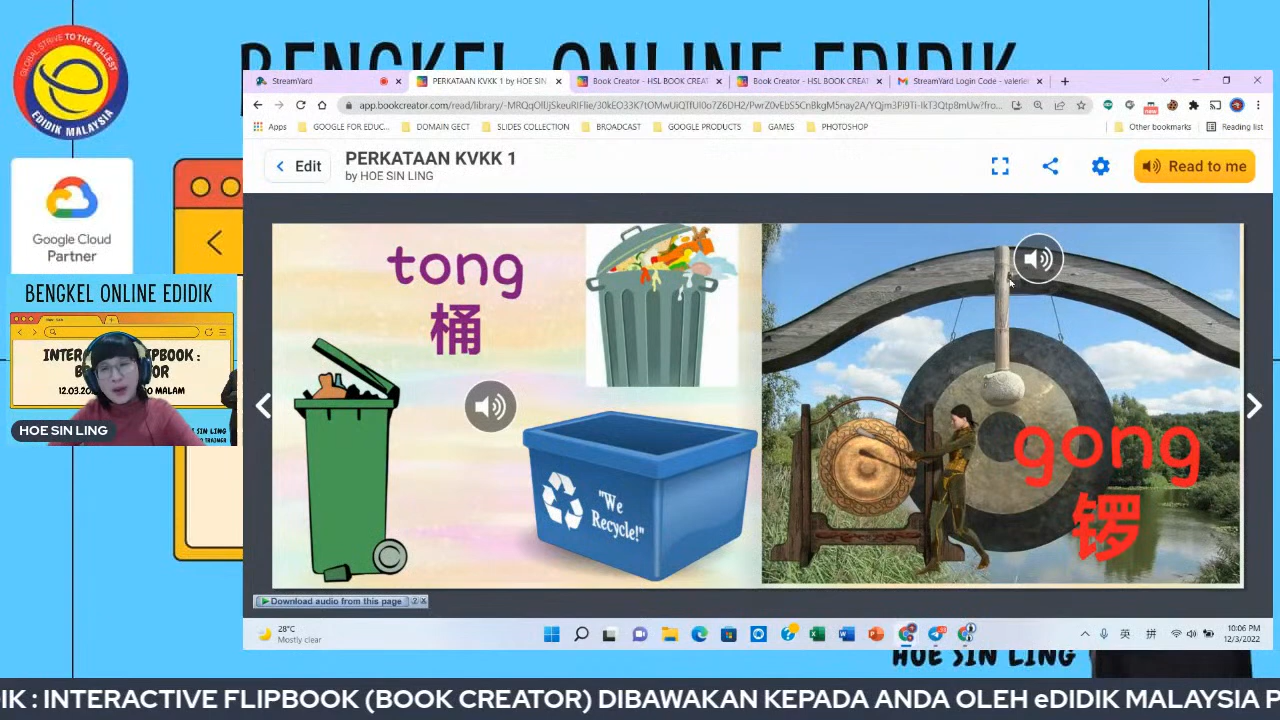 BENGKEL ONLINE EDIDIK
GLOBAL STRIVE TO THE FULLEST
EDIDIK MALAYSIA
Google Cloud
Partner
BENGKEL ONLINE EDIDIK
HOE SIN LING
StreamYard
PERKATAAN KVKK 1 by HOE SIN
Book Creator - HSL BOOK CREAT
Book Creator - HSL BOOK CREAT
StreamYard Login Code - valerie
Apps
GOOGLE FOR EDUC...
DOMAIN GECT
SLIDES COLLECTION
BROADCAST
GOOGLE PRODUCTS
GAMES
PHOTOSHOP
Other bookmarks
Reading list
Edit
PERKATAAN KVKK 1
by HOE SIN LING
Read to me
tong
桶
"We
Recycle!"
gong
锣
Download audio from this page
28°C
Mostly clear
英
拼
10:06 PM
12/3/2022
HOE SIN LING
DIK : INTERACTIVE FLIPBOOK (BOOK CREATOR) DIBAWAKAN KEPADA ANDA OLEH eDIDIK MALAYSIA P